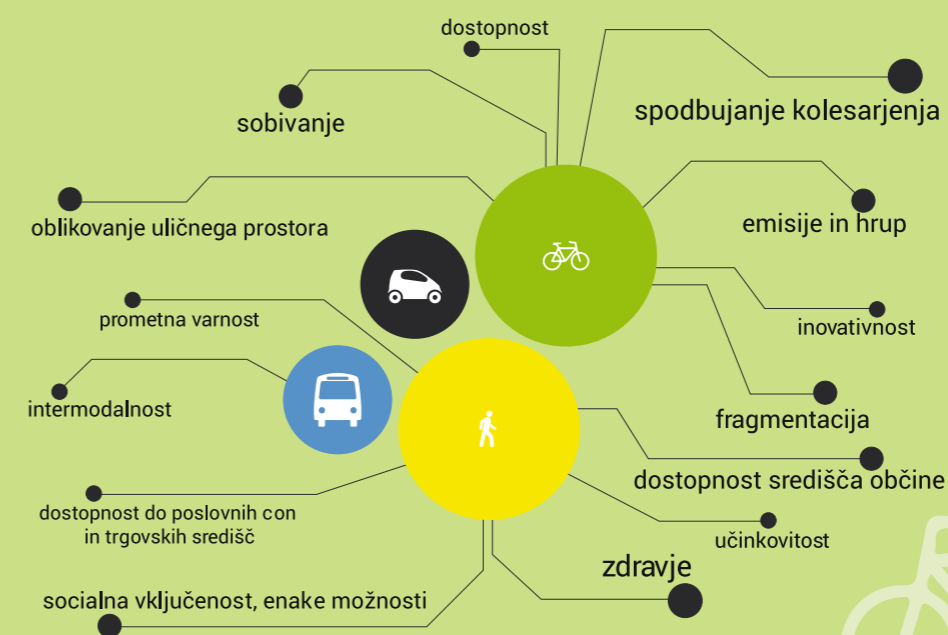 dostopnost
spodbujanje kolesarjenja
sobivanje
oblikovanje uličnega prostora
emisije in hrup
prometna varnost
inovativnost
intermodalnost
fragmentacija
dostopnost središča občine
dostopnost do poslovnih con
in trgovskih središč
učinkovitost
zdravje
socialna vključenost, enake možnosti